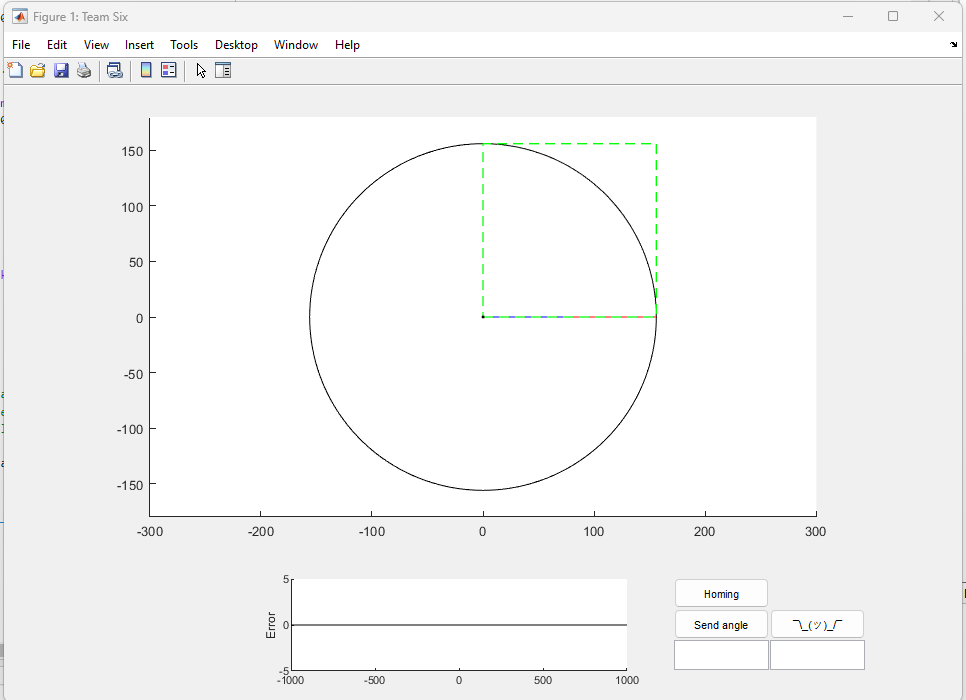 Figure 1: Team Six
File Edit View Insert Tools Desktop Window Help
150
100
50
0
-50
-100
-150
-300 -200 -100 0 100 200 300
5
0
-5
Error
-1000 -500 0 500 1000
Homing
Send angle ¯\_(ツ)_/¯